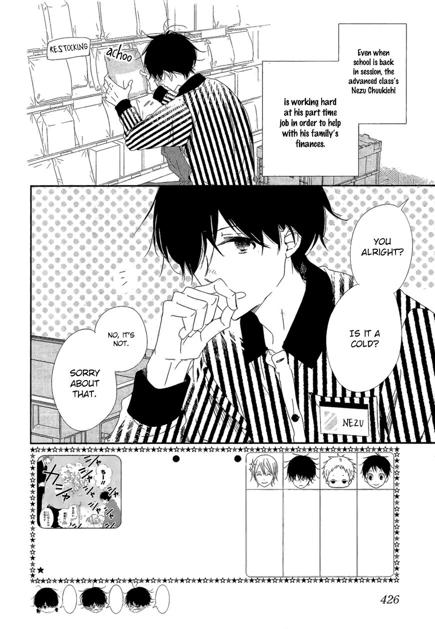 RESTOCKING
achoo
Even when
school is back
in session, the
advanced class's
Nezu Chuukichi
is working hard
at his part time
job in order to help
with his family's
finances.
YOU
ALRIGHT?
IS IT A
COLD?
NO, IT'S
NOT.
SORRY
ABOUT
THAT.
NEZU
426